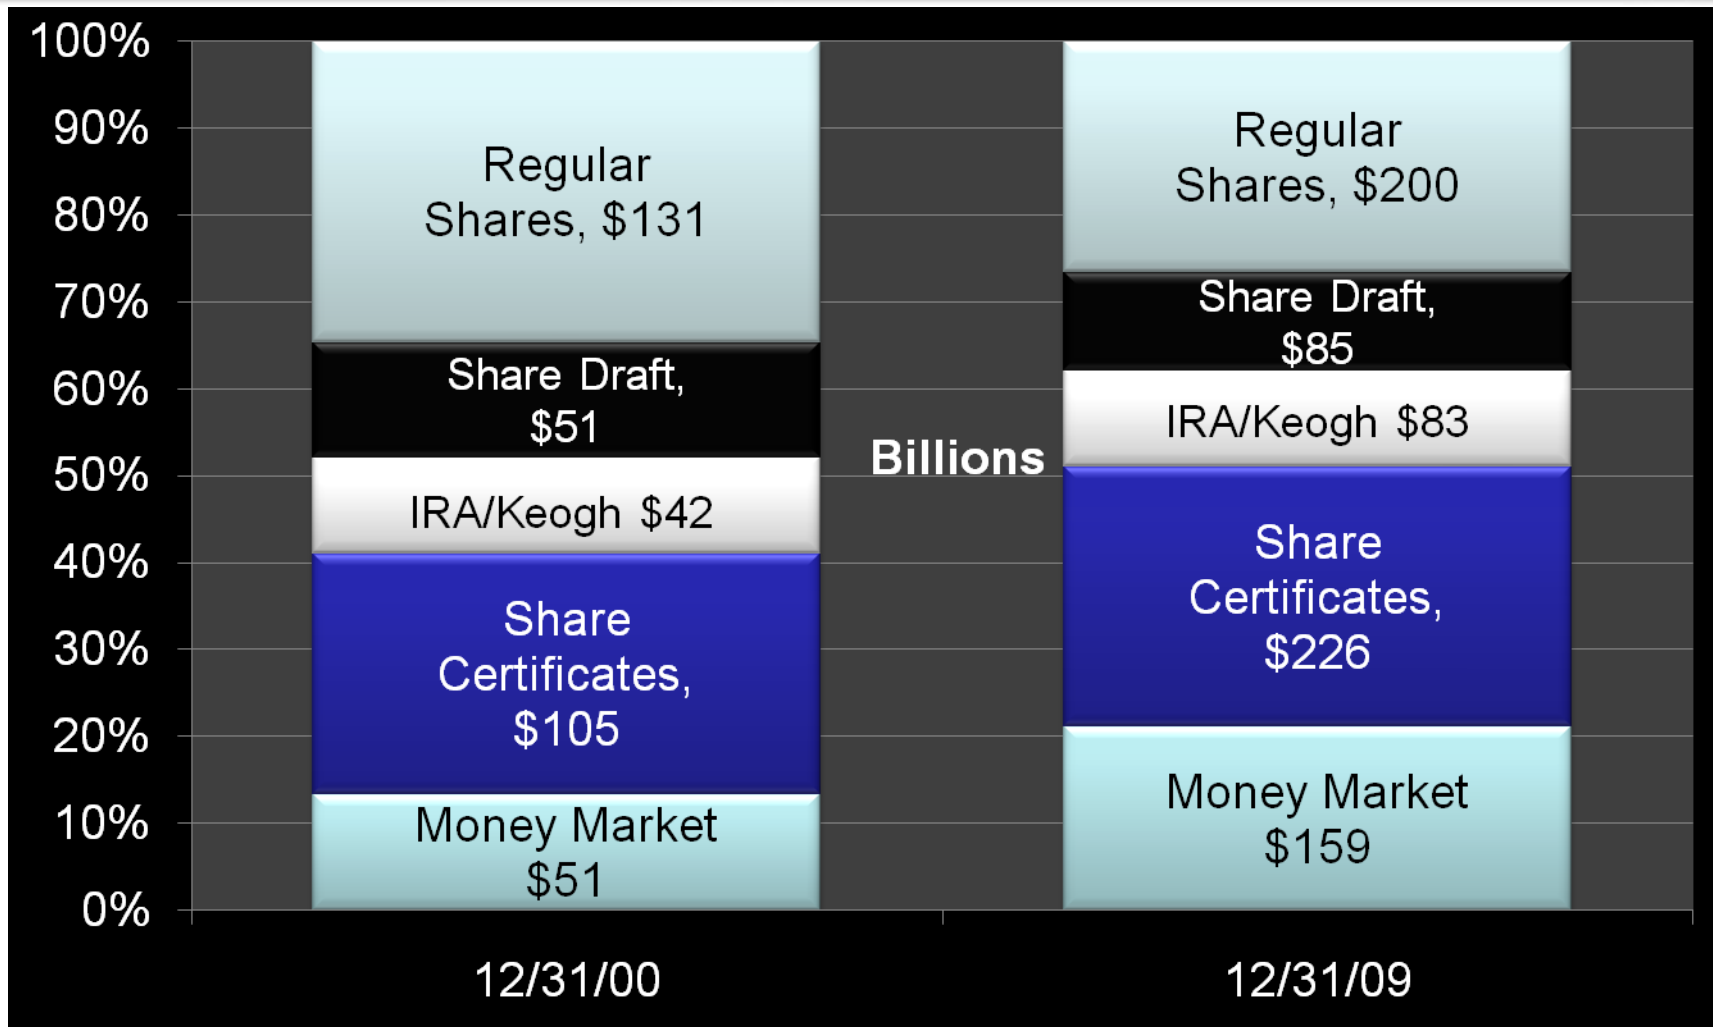 100%
90%
80%
70%
60%
50%
40%
30%
20%
10%
0%
Regular
Shares, $131
Share Draft,
$51
IRA/Keogh $42
Share
Certificates,
$105
Money Market
$51
Billions
Regular
Shares, $200
Share Draft,
$85
IRA/Keogh $83
Share
Certificates,
$226
Money Market
$159
12/31/00
12/31/09